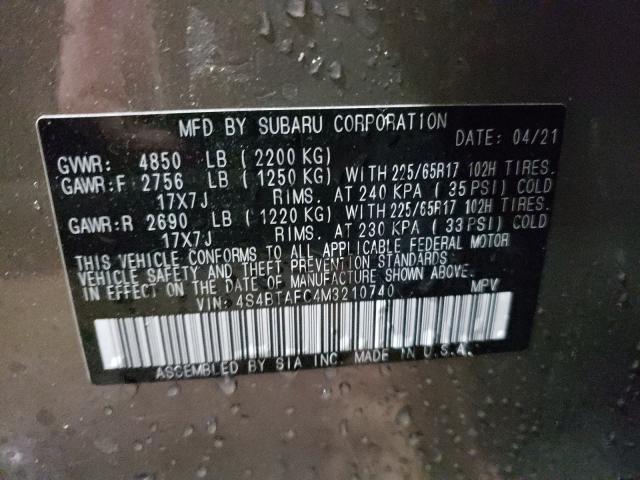 MFD BY SUBARU CORPORATION
DATE: 04/21
GVWR: 4850 LB ( 2200 KG)
GAWR:F 2756 LB ( 1250 KG) WITH 225/65R17 102H TIRES.
17X7J RIMS. AT 240 KPA ( 35 PSI) COLD
GAWR:R 2690 LB ( 1220 KG) WITH 225/65R17 102H TIRES.
17X7J RIMS. AT 230 KPA ( 33 PSI) COLD
THIS VEHICLE CONFORMS TO ALL APPLICABLE FEDERAL MOTOR
VEHICLE SAFETY AND THEFT PREVENTION STANDARDS
IN EFFECT ON THE DATE OF MANUFACTURE SHOWN ABOVE.
VIN: 4S4BTAFC4M3210740 MPV
ASSEMBLED BY SIA INC. MADE IN U.S.A.